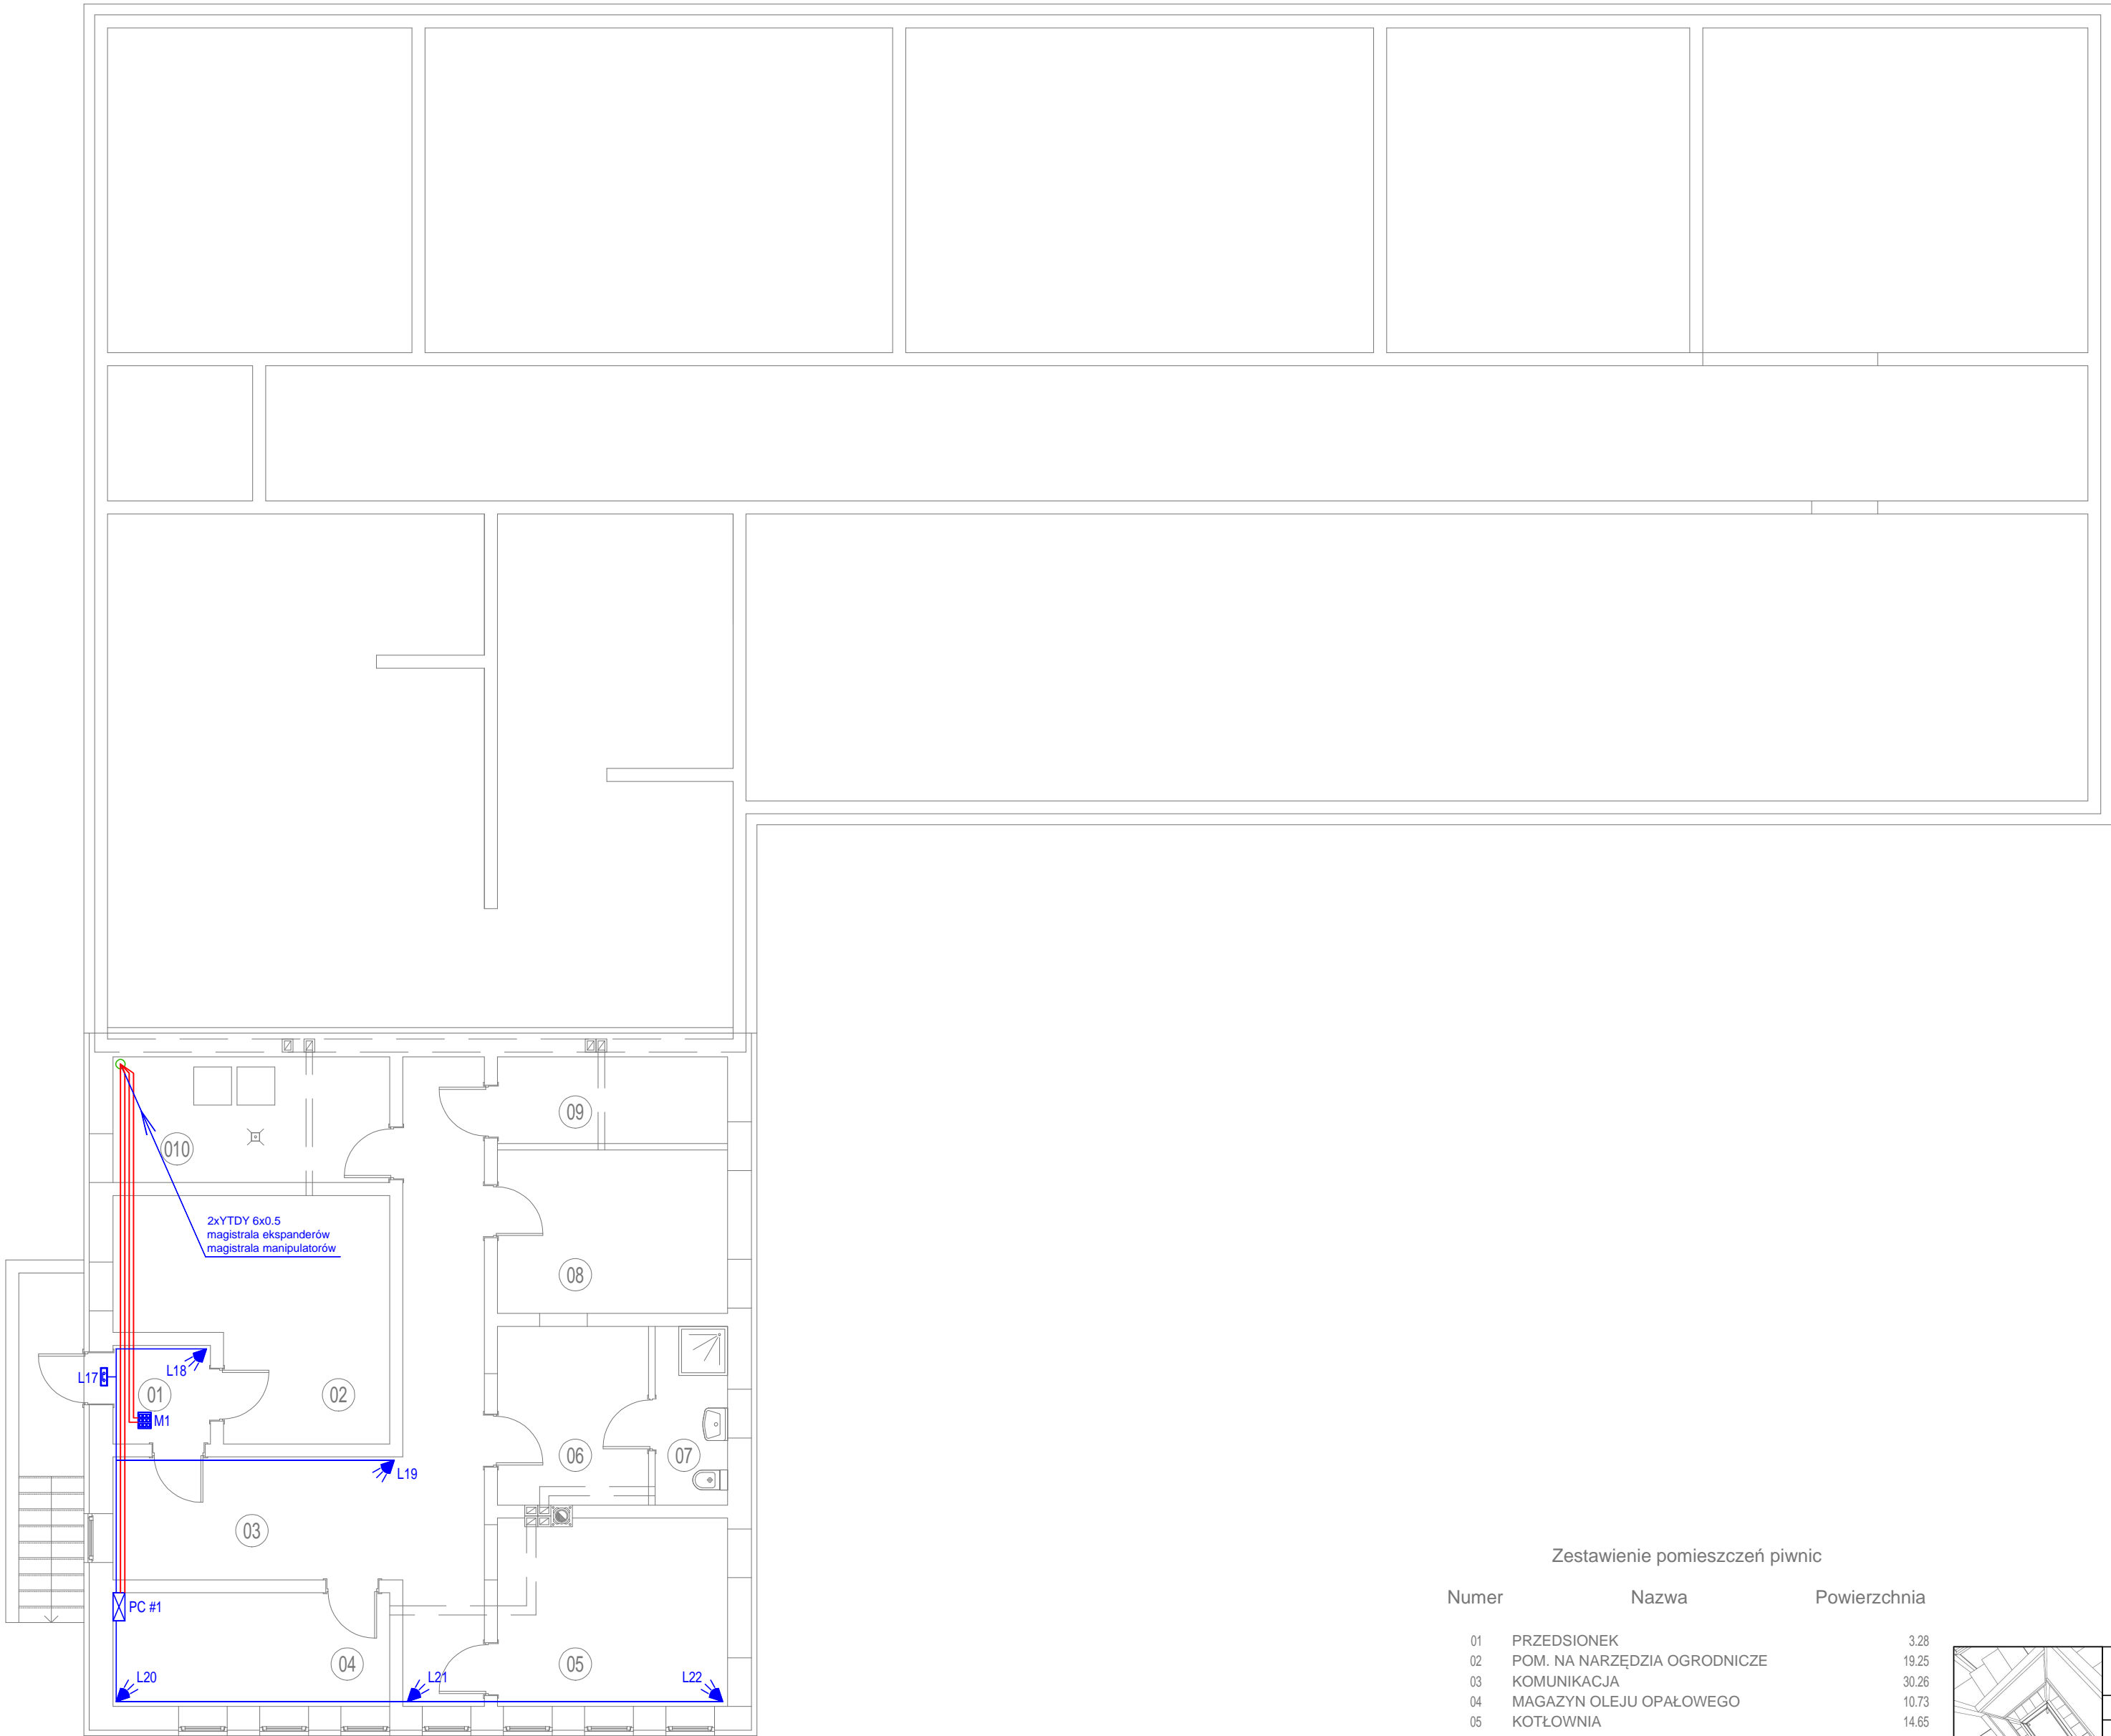 09
010
2xYTDY 6x0.5
magistrala ekspanderów
magistrala manipulatorów
08
L18
L17
01
02
M1
06
07
L19
03
PC #1
04
05
L20
L21
L22
Zestawienie pomieszczeń piwnic
Numer Nazwa Powierzchnia
01 PRZEDSIONEK 3.28
02 POM. NA NARZĘDZIA OGRODNICZE 19.25
03 KOMUNIKACJA 30.26
04 MAGAZYN OLEJU OPAŁOWEGO 10.73
05 KOTŁOWNIA 14.65